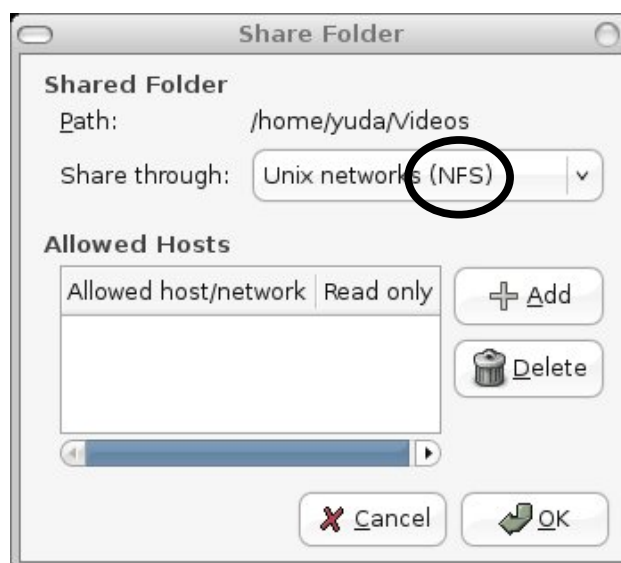 Share Folder
Shared Folder
Path: /home/yuda/Videos
Share through: Unix networks (NFS)
Allowed Hosts
Allowed host/network Read only
Add
Delete
Cancel OK